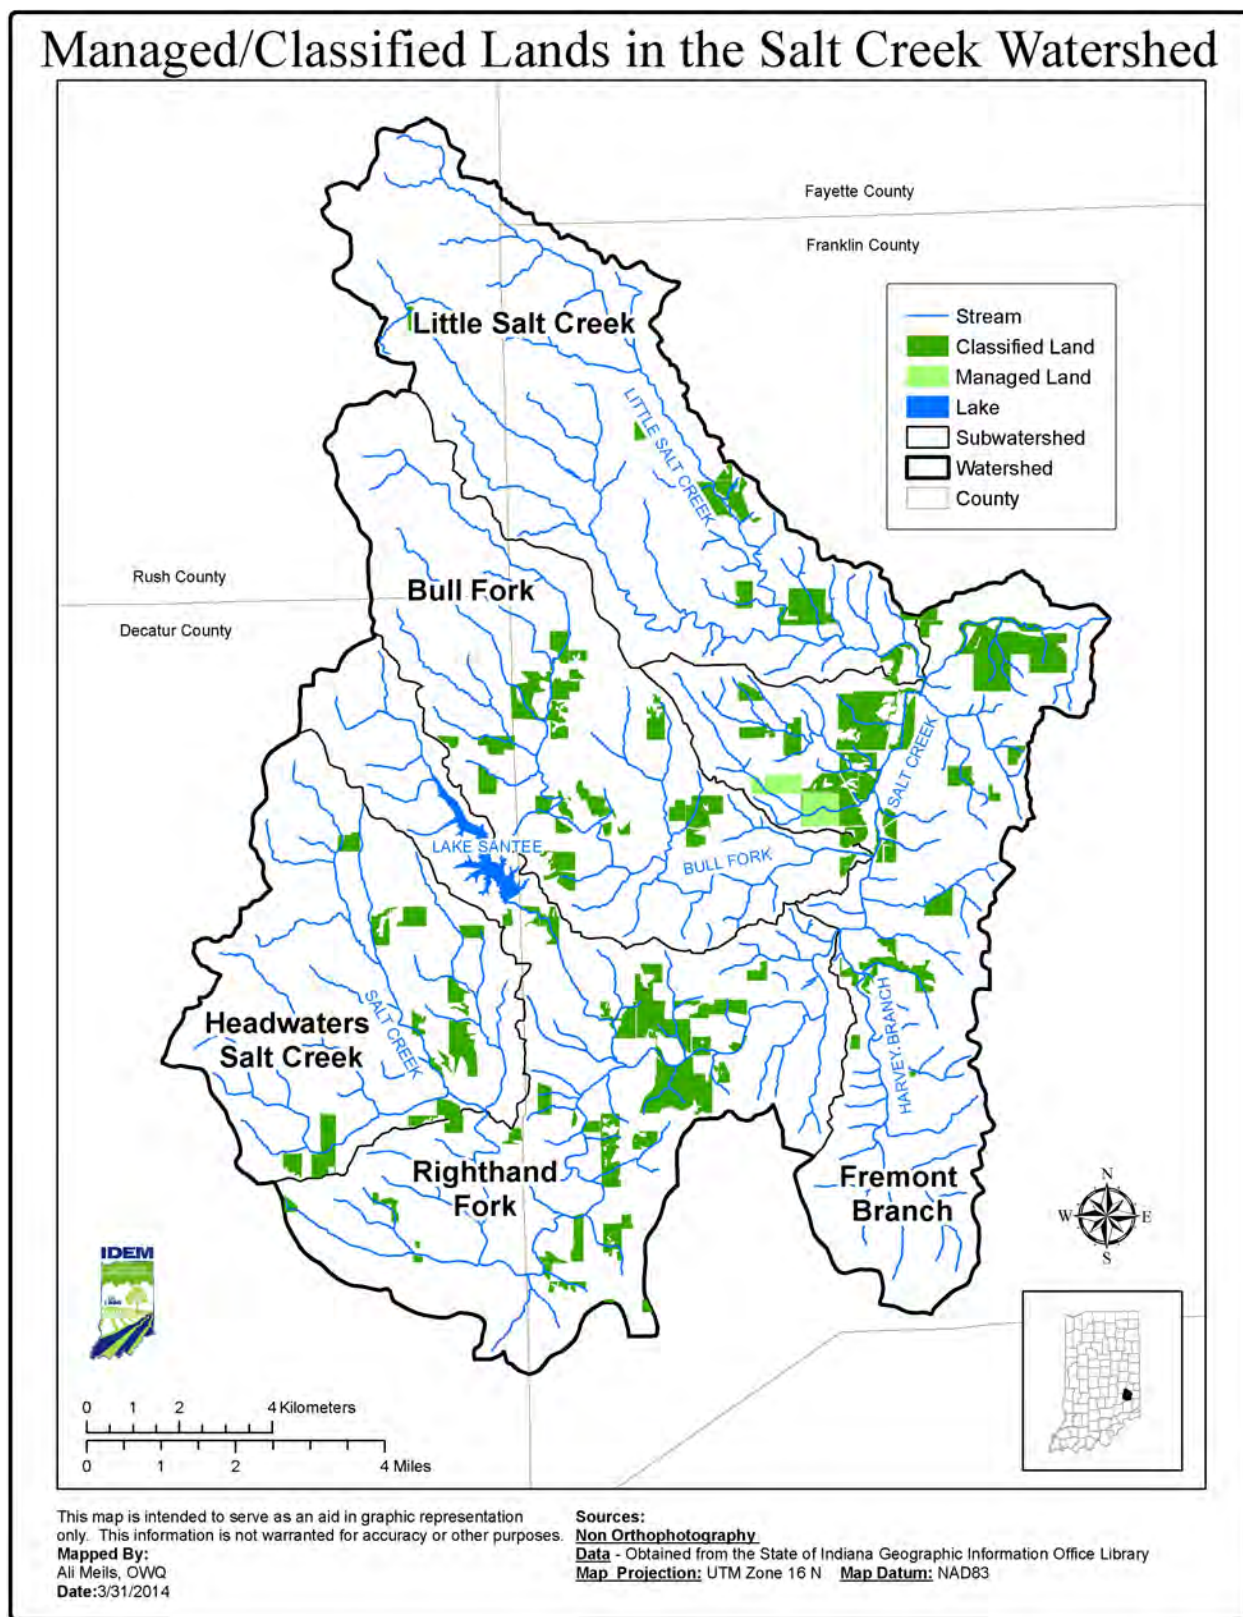 Managed/Classified Lands in the Salt Creek Watershed
Fayette County
Franklin County
Stream
Classified Land
Managed Land
Lake
Subwatershed
Watershed
County
Little Salt Creek
LITTLE SALT CREEK
Rush County
Decatur County
Bull Fork
SALT CREEK
LAKE SANTEE
BULL FORK
Headwaters
Salt Creek
SALT CREEK
HARVEY BRANCH
Righthand
Fork
Fremont
Branch
N
W E
S
IDEM
0 1 2 4 Kilometers
0 1 2 4 Miles
This map is intended to serve as an aid in graphic representation
only. This information is not warranted for accuracy or other purposes.
Mapped By:
Ali Meils, OWQ
Date:3/31/2014
Sources:
Non Orthophotography
Data - Obtained from the State of Indiana Geographic Information Office Library
Map Projection: UTM Zone 16 N Map Datum: NAD83